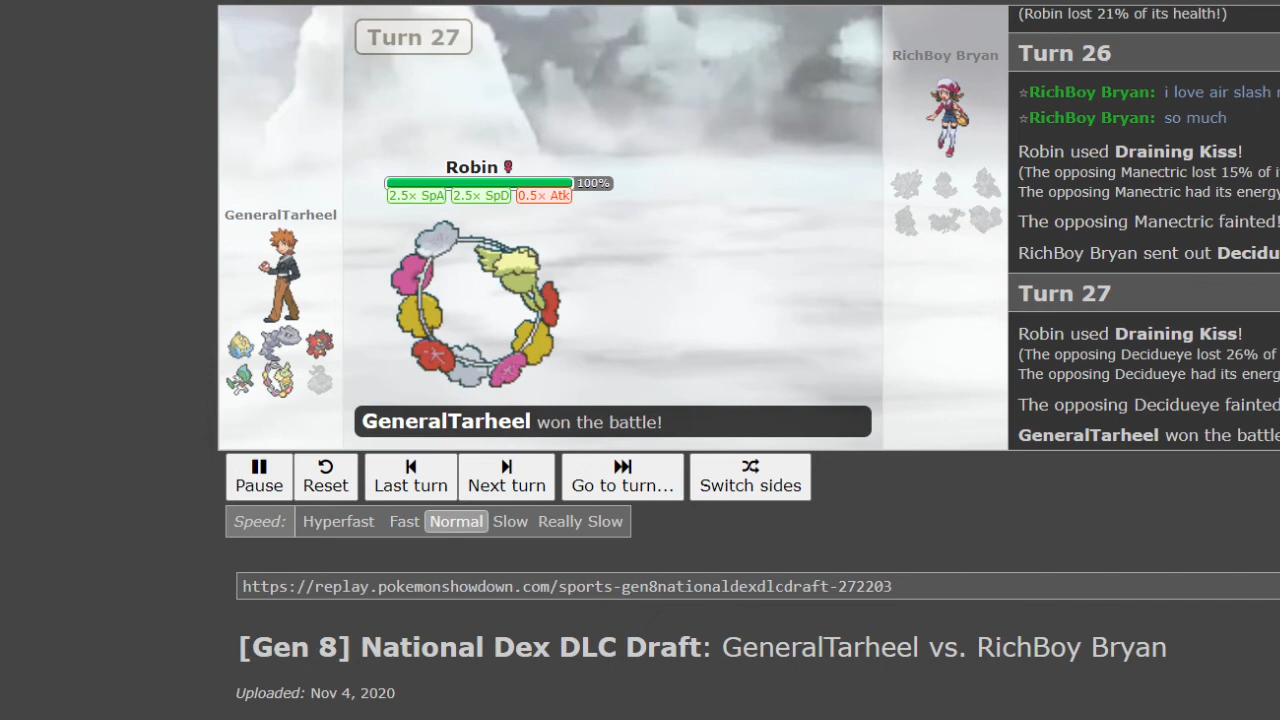 Turn 27
RichBoy Bryan
Robin
100%
2.5× SpA 2.5× SpD 0.5× Atk
GeneralTarheel
GeneralTarheel won the battle!
(Robin lost 21% of its health!)
Turn 26
☆RichBoy Bryan: i love air slash
☆RichBoy Bryan: so much
Robin used Draining Kiss!
(The opposing Manectric lost 15% of
The opposing Manectric had its energy
The opposing Manectric fainted!
RichBoy Bryan sent out Decidu
Turn 27
Robin used Draining Kiss!
(The opposing Decidueye lost 26% of
The opposing Decidueye had its energ
The opposing Decidueye fainted
GeneralTarheel won the battle
Pause Reset Last turn Next turn Go to turn... Switch sides
Speed: Hyperfast Fast Normal Slow Really Slow
https://replay.pokemonshowdown.com/sports-gen8nationaldexdlcdraft-272203
[Gen 8] National Dex DLC Draft: GeneralTarheel vs. RichBoy Bryan
Uploaded: Nov 4, 2020